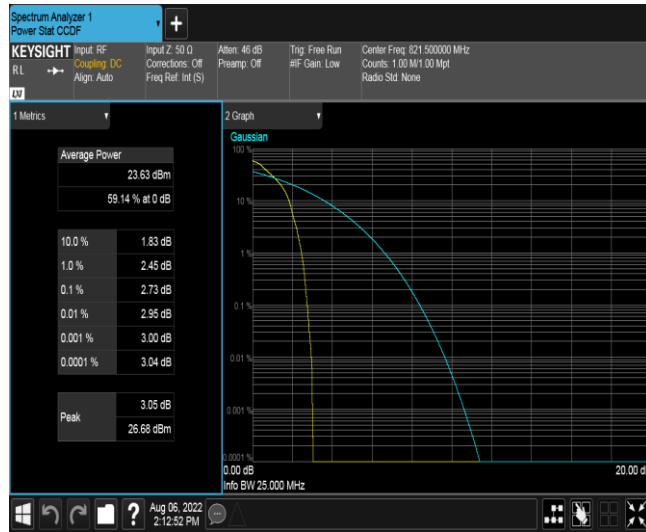 Spectrum Analyzer 1
Power Stat CCDF
+
KEYSIGHT Input: RF Input Z: 50 Ω Atten: 46 dB Trig: Free Run Center Freq: 821.500000 MHz
RL Coupling: DC Corrections: Off Preamp: Off #IF Gain: Low Counts: 1.00 M/1.00 Mpt
Align: Auto Freq Ref: Int (S) Radio Std: None
LXI
1 Metrics
Average Power
23.63 dBm
59.14 % at 0 dB
10.0 % 1.83 dB
1.0 % 2.45 dB
0.1 % 2.73 dB
0.01 % 2.95 dB
0.001 % 3.00 dB
0.0001 % 3.04 dB
Peak 3.05 dB
26.68 dBm
2 Graph
Gaussian
100 %
10 %
1 %
0.1 %
0.01 %
0.001 %
0.0001 %
0.00 dB 20.00 d
Info BW 25.000 MHz
? Aug 06, 2022
2:12:52 PM